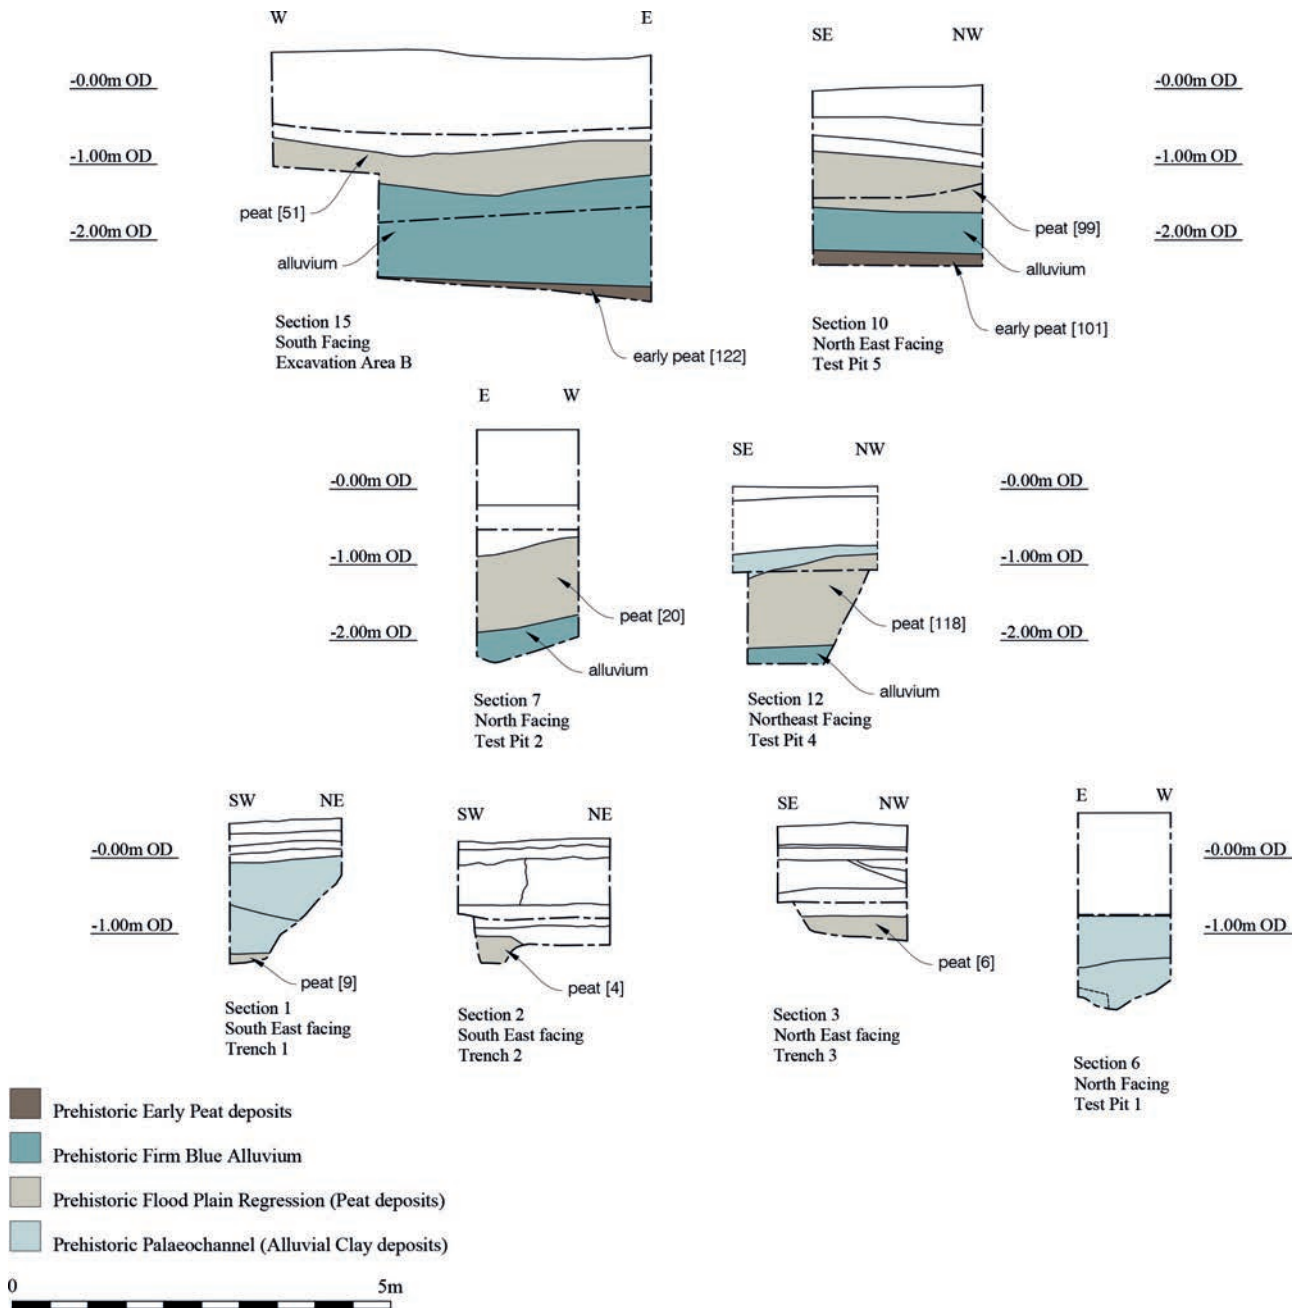 W E
SE NW
-0.00m OD
-1.00m OD
-2.00m OD
peat [51]
alluvium
early peat [122]
Section 15
South Facing
Excavation Area B
-0.00m OD
-1.00m OD
-2.00m OD
peat [99]
alluvium
early peat [101]
Section 10
North East Facing
Test Pit 5
E W
-0.00m OD
-1.00m OD
-2.00m OD
peat [20]
alluvium
Section 7
North Facing
Test Pit 2
SE NW
-0.00m OD
-1.00m OD
-2.00m OD
peat [118]
alluvium
Section 12
Northeast Facing
Test Pit 4
SW NE
-0.00m OD
-1.00m OD
peat [9]
Section 1
South East facing
Trench 1
SW NE
peat [4]
Section 2
South East facing
Trench 2
SE NW
peat [6]
Section 3
North East facing
Trench 3
E W
-0.00m OD
-1.00m OD
Section 6
North Facing
Test Pit 1
Prehistoric Early Peat deposits
Prehistoric Firm Blue Alluvium
Prehistoric Flood Plain Regression (Peat deposits)
Prehistoric Palaeochannel (Alluvial Clay deposits)
0 5m